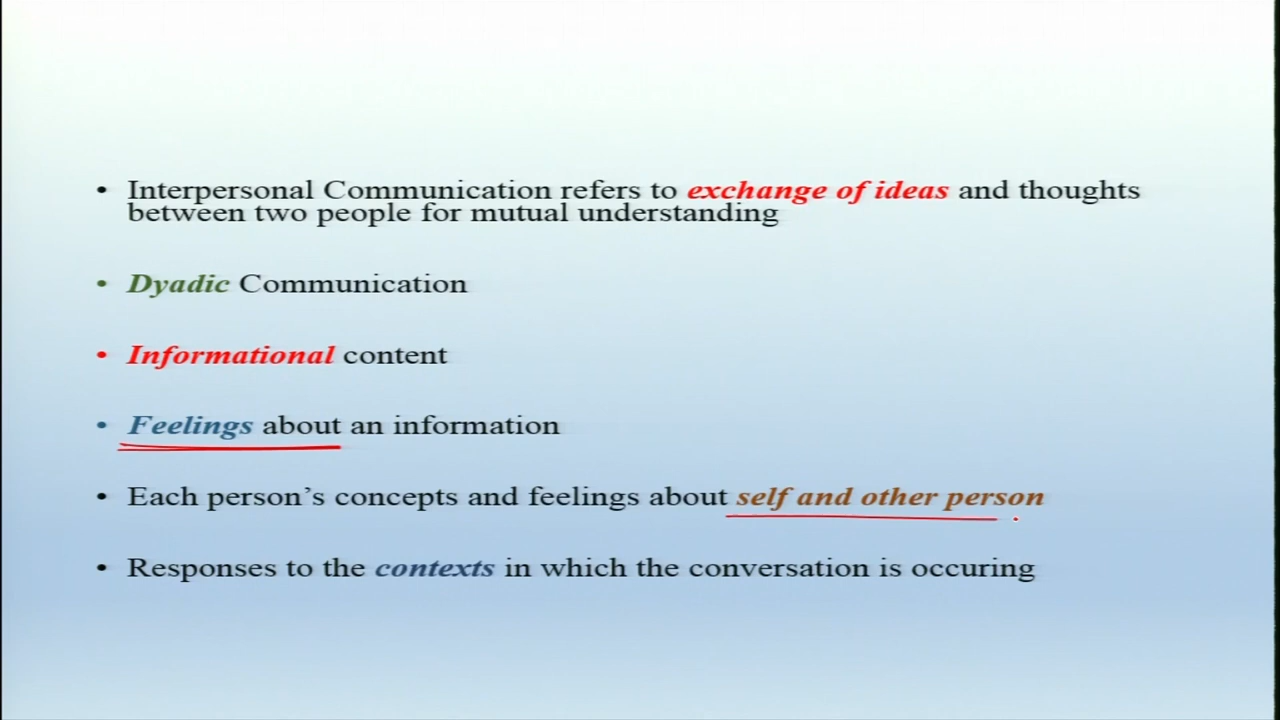 • Interpersonal Communication refers to exchange of ideas and thoughts
between two people for mutual understanding
• Dyadic Communication
• Informational content
• Feelings about an information
• Each person’s concepts and feelings about self and other person
• Responses to the contexts in which the conversation is occuring